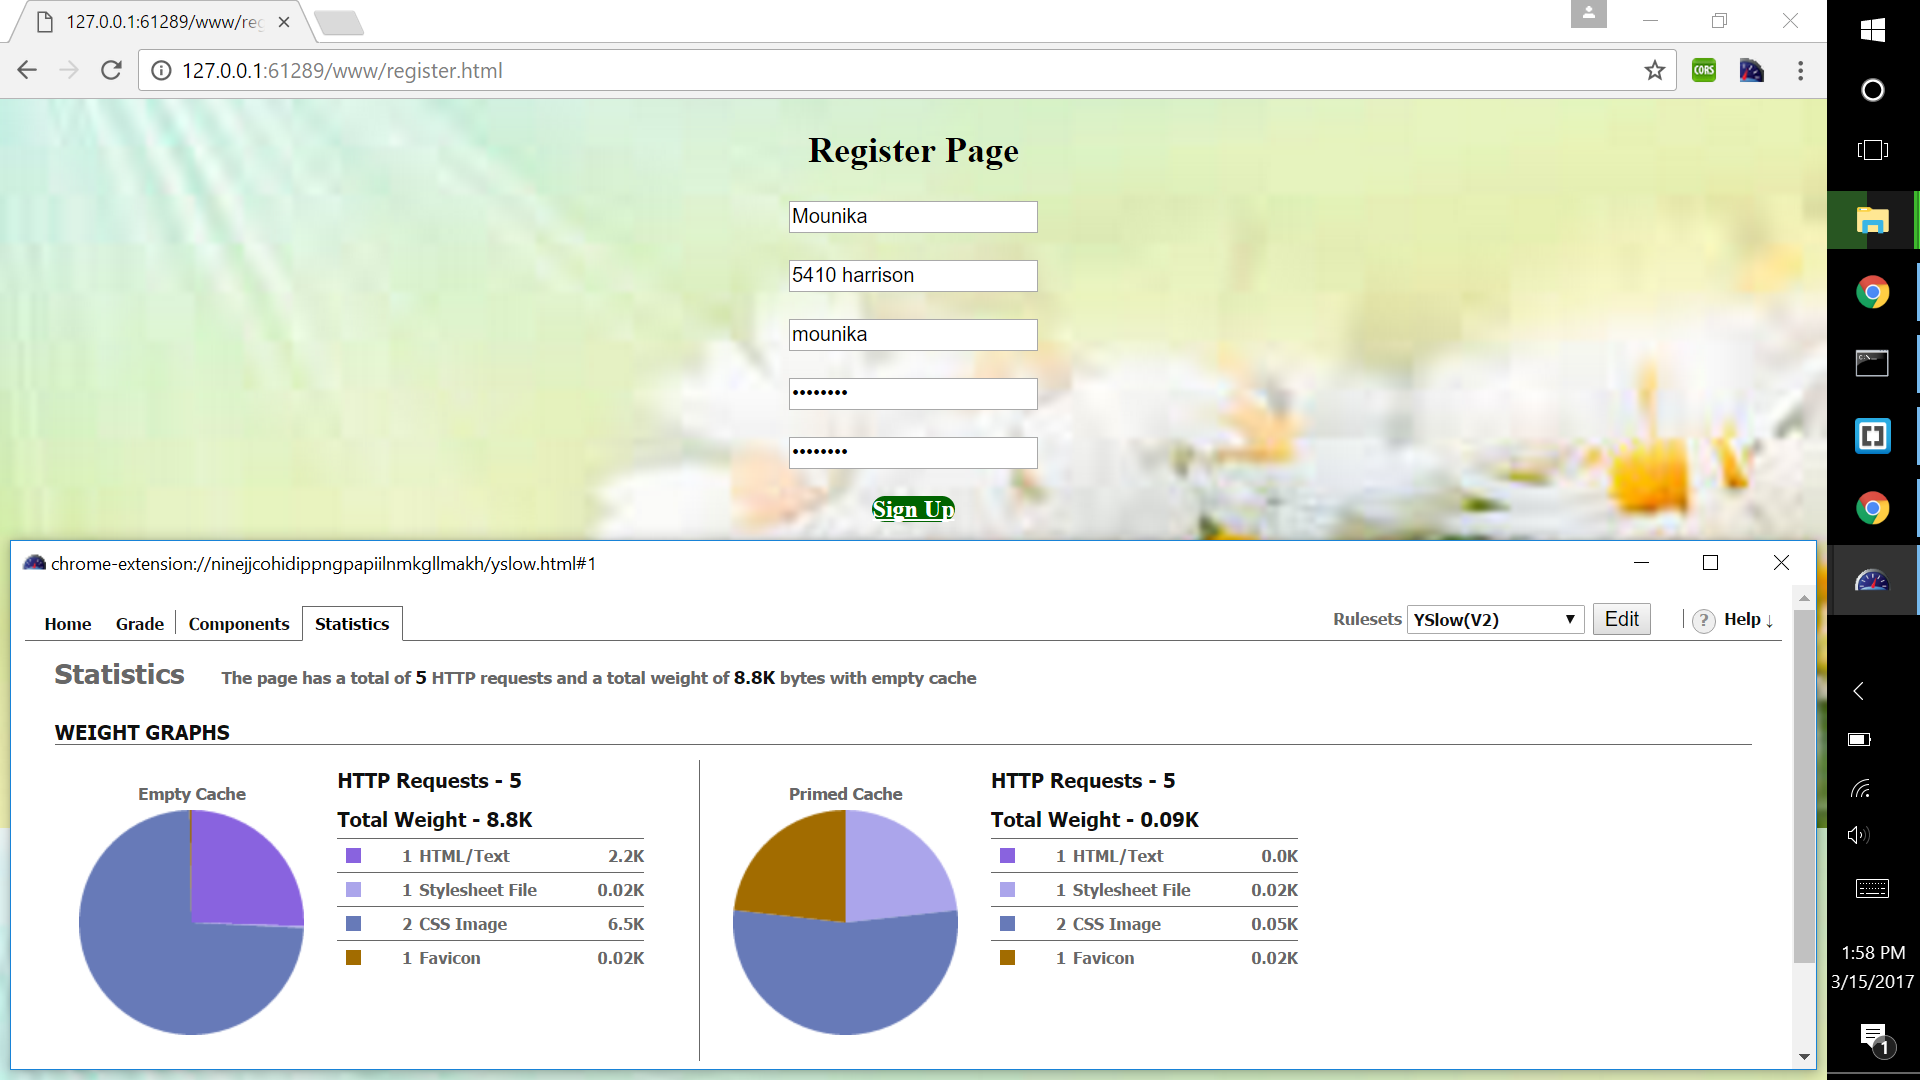 127.0.0.1:61289/www/reg
127.0.0.1:61289/www/register.html
CORS
Register Page
Mounika
5410 harrison
mounika
••••••••
••••••••
Sign Up
chrome-extension://ninejjcohidippngpapiilnmkgllmakh/yslow.html#1
Home Grade Components Statistics Rulesets YSlow(V2) Edit ? Help ↓
Statistics The page has a total of 5 HTTP requests and a total weight of 8.8K bytes with empty cache
WEIGHT GRAPHS
Empty Cache
HTTP Requests - 5
Total Weight - 8.8K
1 HTML/Text 2.2K
1 Stylesheet File 0.02K
2 CSS Image 6.5K
1 Favicon 0.02K
Primed Cache
HTTP Requests - 5
Total Weight - 0.09K
1 HTML/Text 0.0K
1 Stylesheet File 0.02K
2 CSS Image 0.05K
1 Favicon 0.02K
1:58 PM
3/15/2017
1